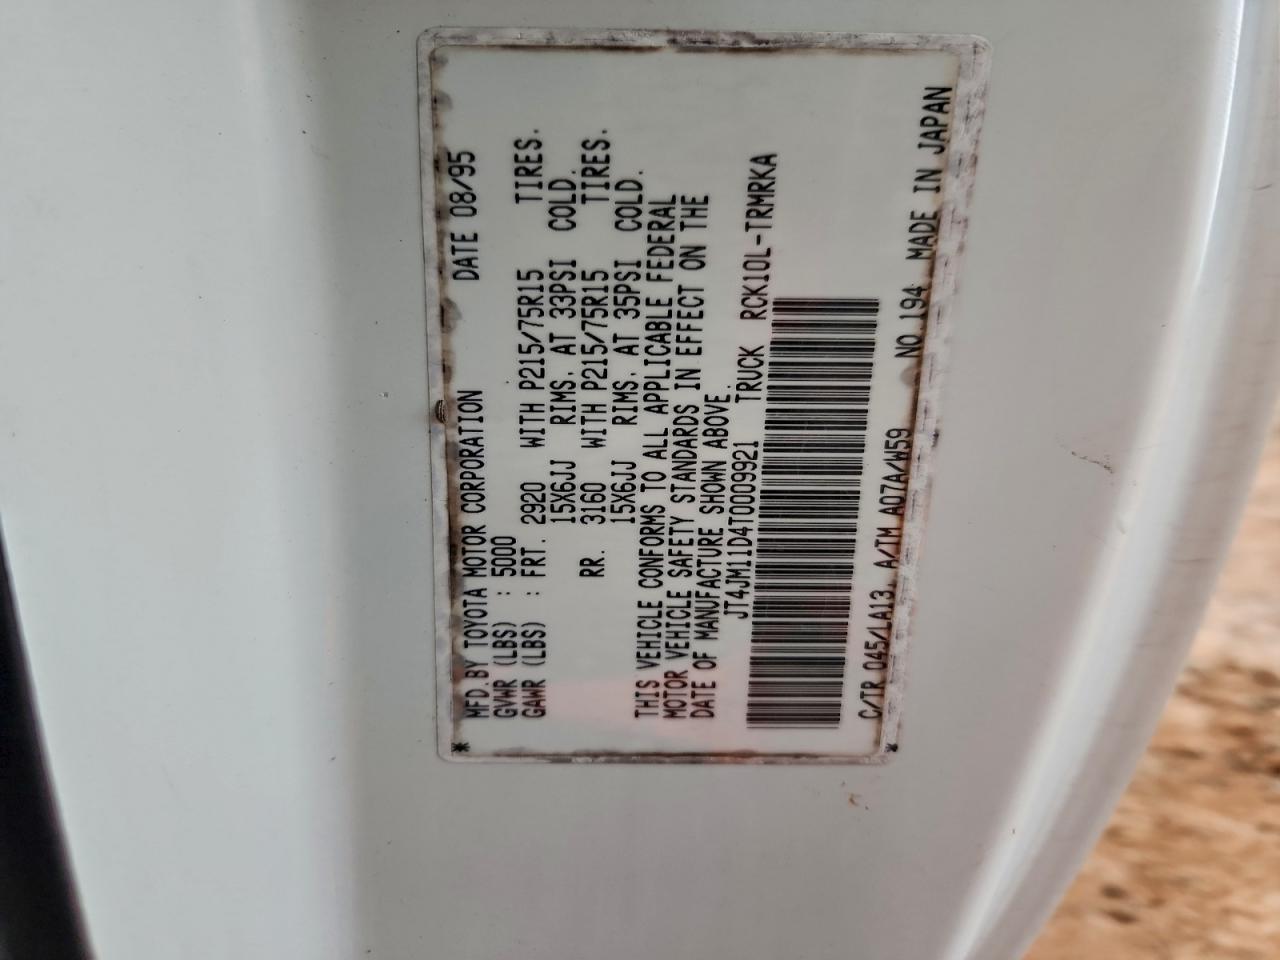 MFD.BY TOYOTA MOTOR CORPORATION DATE 08/95
GVWR (LBS) : 5000
GAWR (LBS) : FRT. 2920 WITH P215/75R15 TIRES.
15X6JJ RIMS, AT 33PSI COLD.
RR. 3160 WITH P215/75R15 TIRES.
15X6JJ RIMS, AT 35PSI COLD.
THIS VEHICLE CONFORMS TO ALL APPLICABLE FEDERAL
MOTOR VEHICLE SAFETY STANDARDS IN EFFECT ON THE
DATE OF MANUFACTURE SHOWN ABOVE.
JT4JM11D4T0009921 TRUCK RCK10L-TRMRKA
C/TR 045/LA13, A/TM A07A/W59 NO.194 MADE IN JAPAN